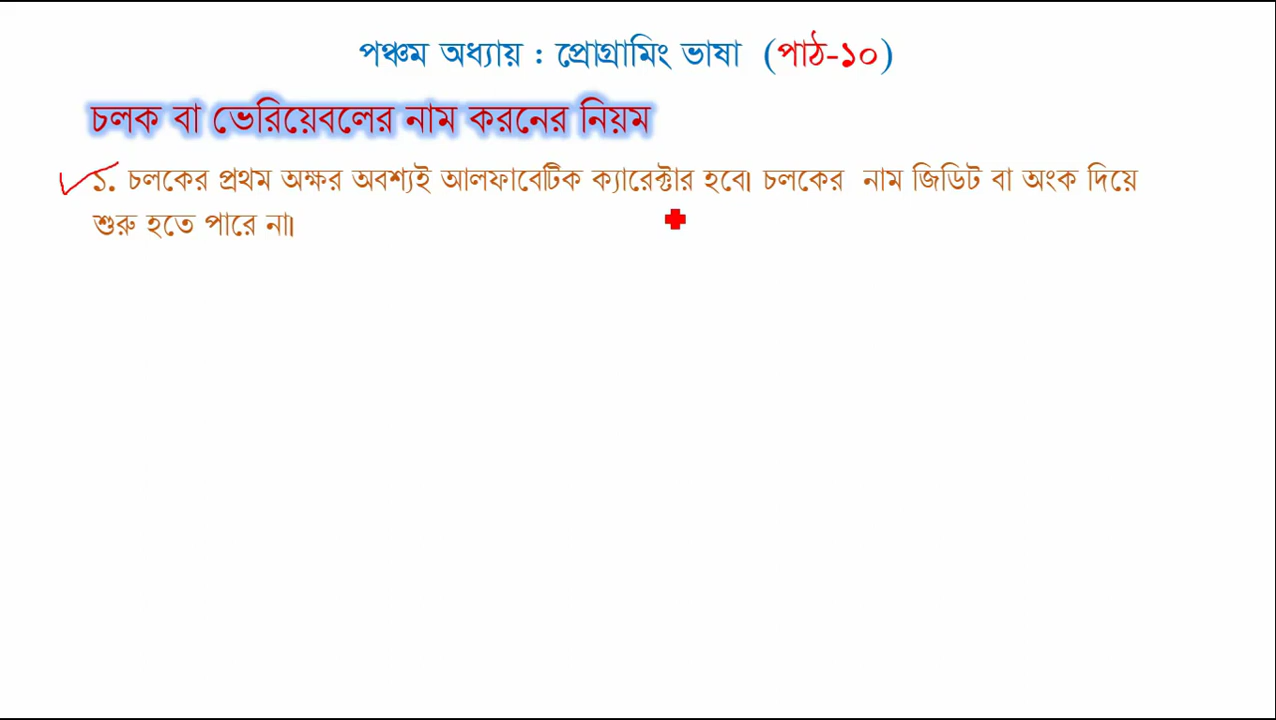 পঞ্চম অধ্যায় : প্রোগ্রামিং ভাষা (পাঠ-১০)
চলক বা ভেরিয়েবলের নাম করনের নিয়ম
১. চলকের প্রথম অক্ষর অবশ্যই আলফাবেটিক ক্যারেক্টার হবে। চলকের নাম জিডিট বা অংক দিয়ে
শুরু হতে পারে না।